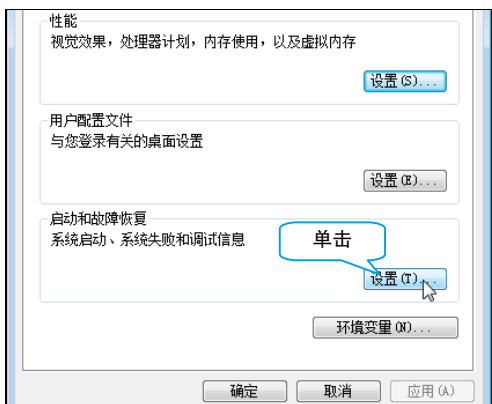 性能
视觉效果，处理器计划，内存使用，以及虚拟内存
设置(S)...
用户配置文件
与您登录有关的桌面设置
设置(E)...
启动和故障恢复
系统启动、系统失败和调试信息
单击
设置(T)...
环境变量(N)...
确定 取消 应用(A)